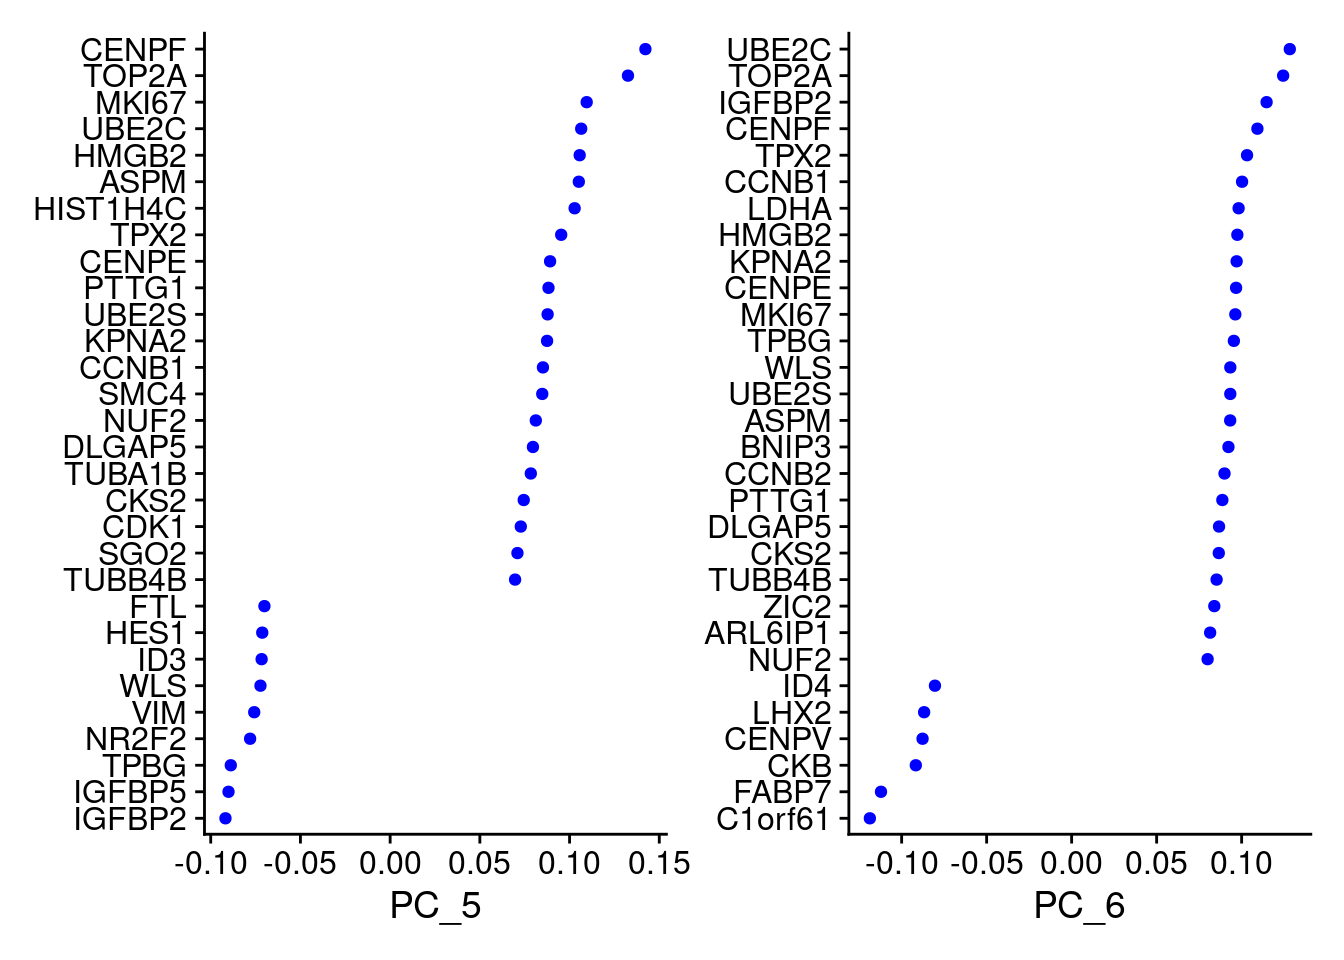 CENPF
TOP2A
MKI67
UBE2C
HMGB2
ASPM
HIST1H4C
TPX2
CENPE
PTTG1
UBE2S
KPNA2
CCNB1
SMC4
NUF2
DLGAP5
TUBA1B
CKS2
CDK1
SGO2
TUBB4B
FTL
HES1
ID3
WLS
VIM
NR2F2
TPBG
IGFBP5
IGFBP2
-0.10 -0.05 0.00 0.05 0.10 0.15
PC_5
UBE2C
TOP2A
IGFBP2
CENPF
TPX2
CCNB1
LDHA
HMGB2
KPNA2
CENPE
MKI67
TPBG
WLS
UBE2S
ASPM
BNIP3
CCNB2
PTTG1
DLGAP5
CKS2
TUBB4B
ZIC2
ARL6IP1
NUF2
ID4
LHX2
CENPV
CKB
FABP7
C1orf61
-0.10 -0.05 0.00 0.05 0.10
PC_6